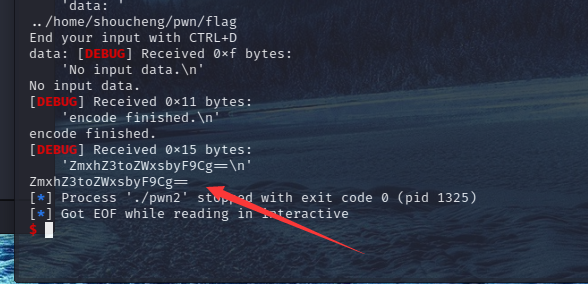 'data: '
../home/shoucheng/pwn/flag
End your input with CTRL+D
data: [DEBUG] Received 0×f bytes:
'No input data.\n'
No input data.
[DEBUG] Received 0×11 bytes:
'encode finished.\n'
encode finished.
[DEBUG] Received 0×15 bytes:
'ZmxhZ3toZWxsbyF9Cg==\n'
ZmxhZ3toZWxsbyF9Cg==
[*] Process './pwn2' stopped with exit code 0 (pid 1325)
[*] Got EOF while reading in interactive
$